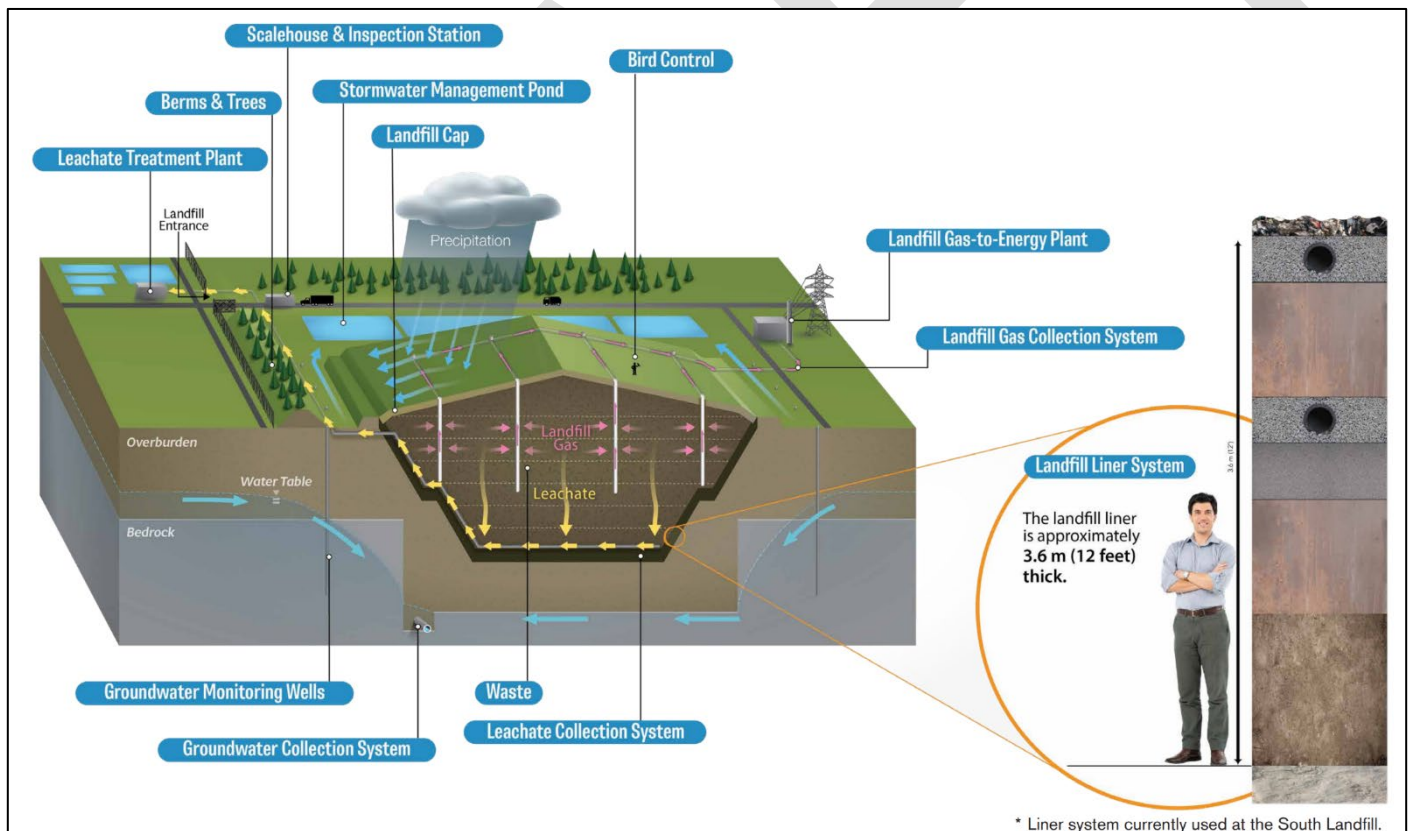 Scalehouse & Inspection Station
Bird Control
Berms & Trees
Stormwater Management Pond
Landfill Cap
Leachate Treatment Plant
Landfill
Entrance
Precipitation
Landfill Gas-to-Energy Plant
Landfill Gas Collection System
Overburden
Landfill
Gas
Water Table
Leachate
Bedrock
Landfill Liner System
3.6 m (12')
The landfill liner
is approximately
3.6 m (12 feet)
thick.
Groundwater Monitoring Wells
Waste
Leachate Collection System
Groundwater Collection System
* Liner system currently used at the South Landfill.